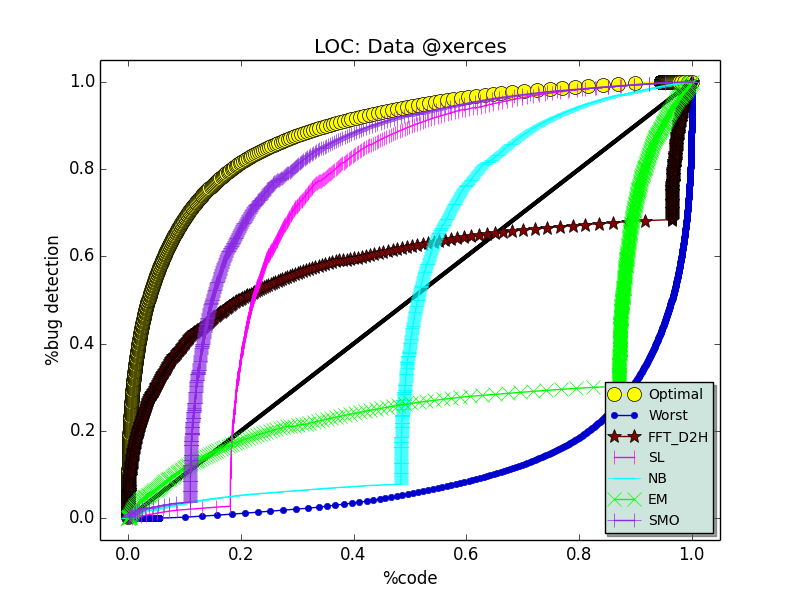 LOC: Data @xerces
1.0
0.8
0.6
0.4
0.2
0.0
%bug detection
0.0 0.2 0.4 0.6 0.8 1.0
%code
Optimal
Worst
FFT_D2H
SL
NB
EM
SMO